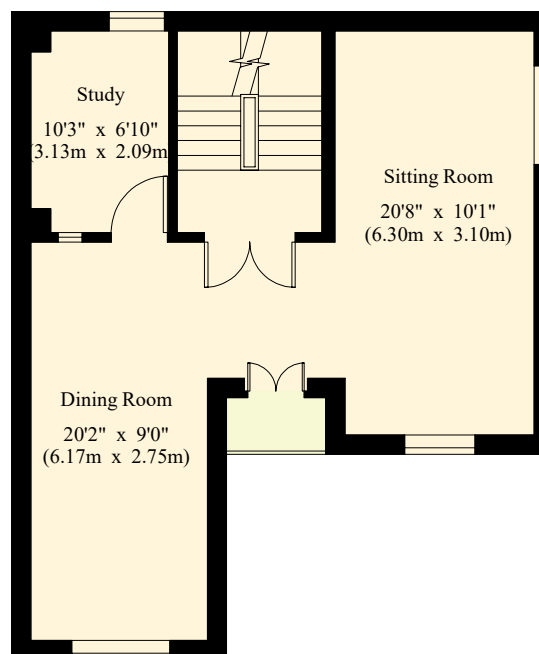 Study
10'3" x 6'10"
(3.13m x 2.09m
Sitting Room
20'8" x 10'1"
(6.30m x 3.10m)
Dining Room
20'2" x 9'0"
(6.17m x 2.75m)